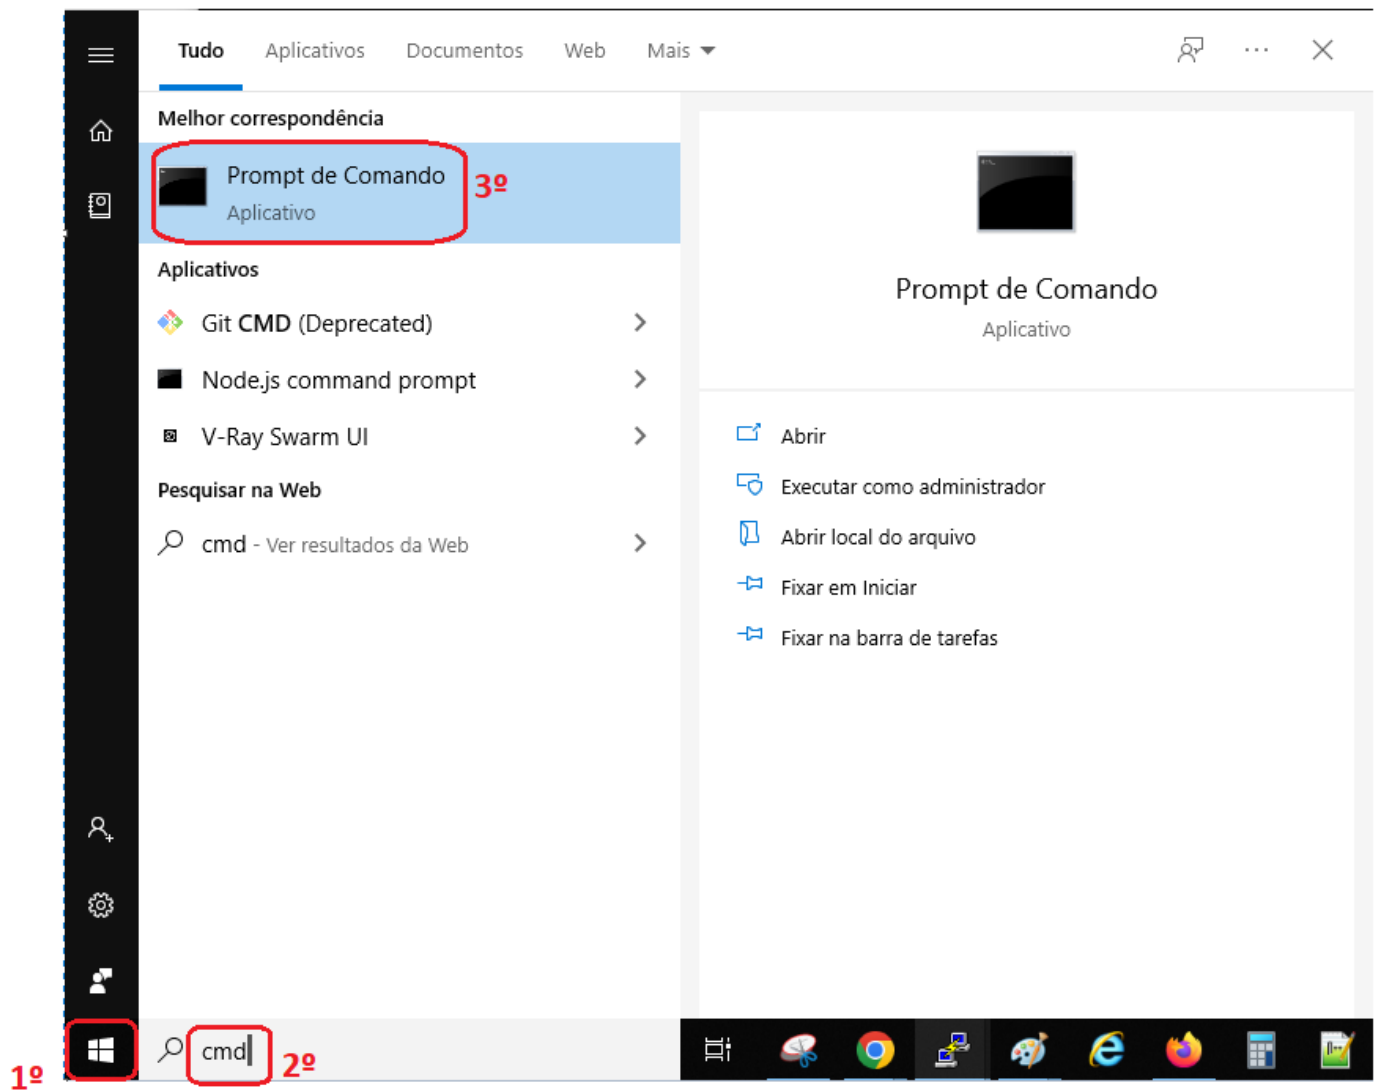 Tudo Aplicativos Documentos Web Mais
Melhor correspondência
Prompt de Comando
Aplicativo
3º
Aplicativos
Git CMD (Deprecated)
Node.js command prompt
V-Ray Swarm UI
Pesquisar na Web
cmd - Ver resultados da Web
Prompt de Comando
Aplicativo
Abrir
Executar como administrador
Abrir local do arquivo
Fixar em Iniciar
Fixar na barra de tarefas
1º
cmd
2º